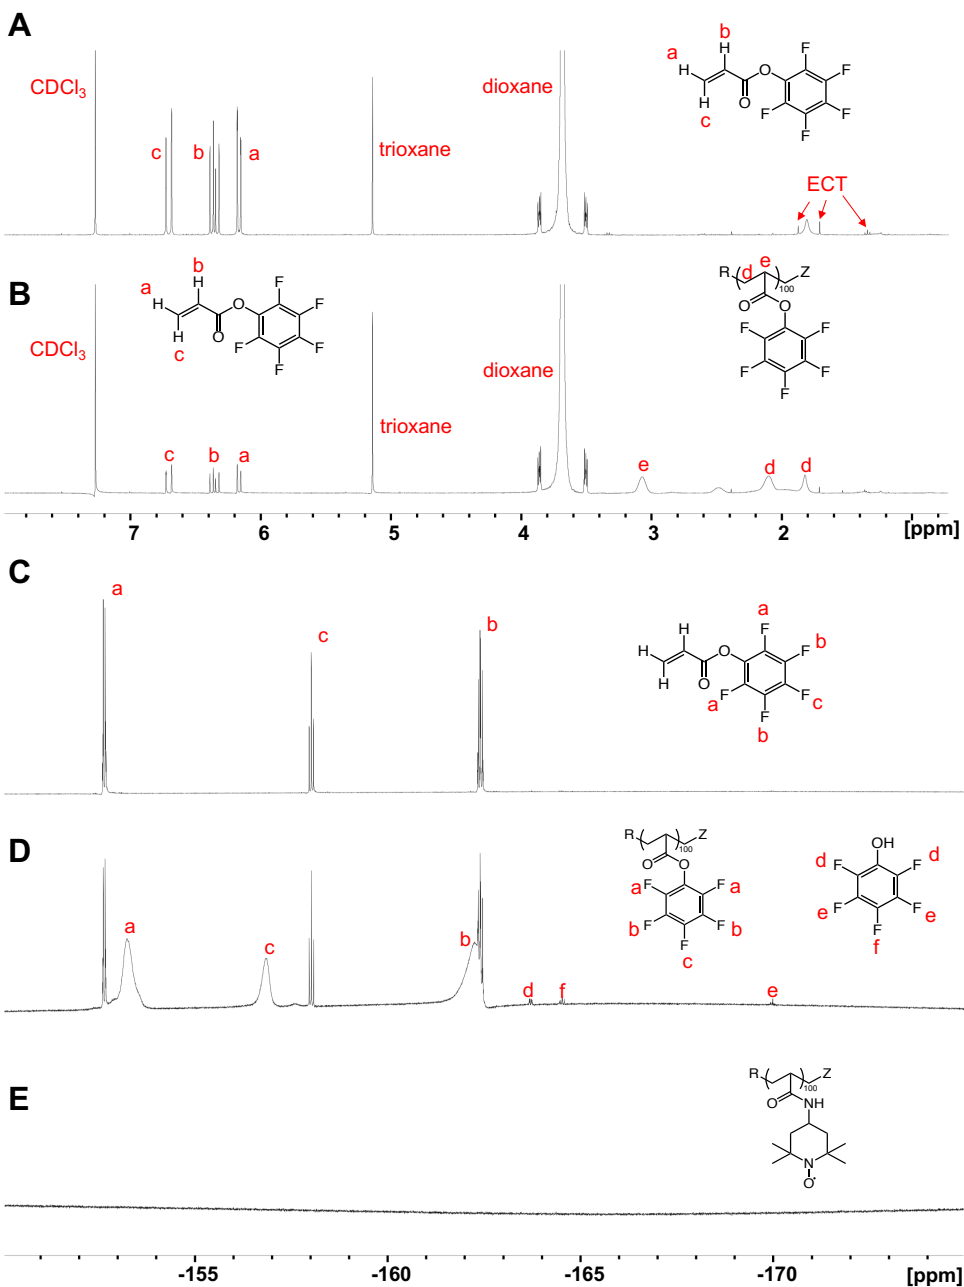 A
CDCl3
c
b
a
trioxane
dioxane
ECT
b
a
H
H
H
c
O
O
F
F
F
F
F
B
CDCl3
c
b
a
trioxane
dioxane
e
d
d
b
a
H
H
H
c
O
O
F
F
F
F
F
R
d
e
100
Z
O
O
F
F
F
F
F
7
6
5
4
3
2
[ppm]
C
a
c
b
H
H
H
O
O
a
F
F
b
F
c
F
b
F
a
D
a
c
b
d
f
e
R
100
Z
O
O
a
F
F
a
b
F
F
b
F
c
OH
d
F
F
d
e
F
F
e
F
f
E
R
100
Z
O
NH
N
O•
-155
-160
-165
-170
[ppm]